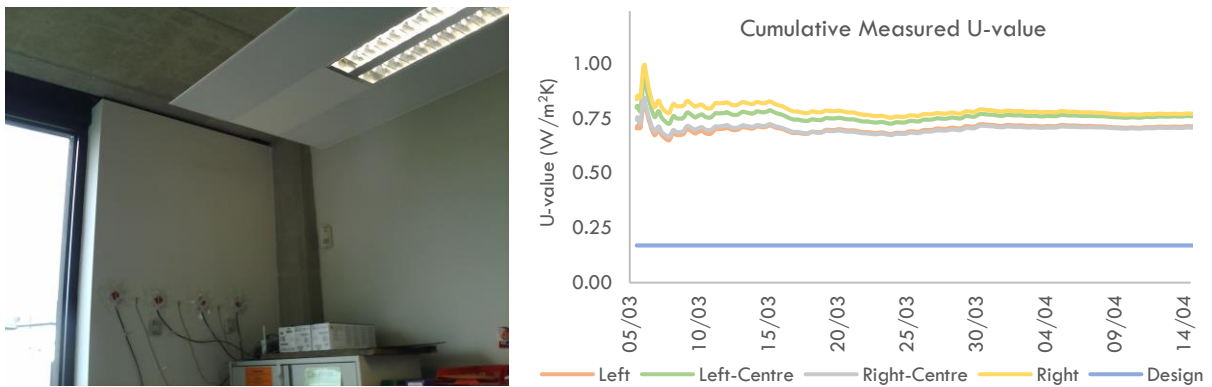 Cumulative Measured U-value
U-value (W/m²K)
1.00
0.75
0.50
0.25
0.00
05/03
10/03
15/03
20/03
25/03
30/03
04/04
09/04
14/04
Left
Left-Centre
Right-Centre
Right
Design